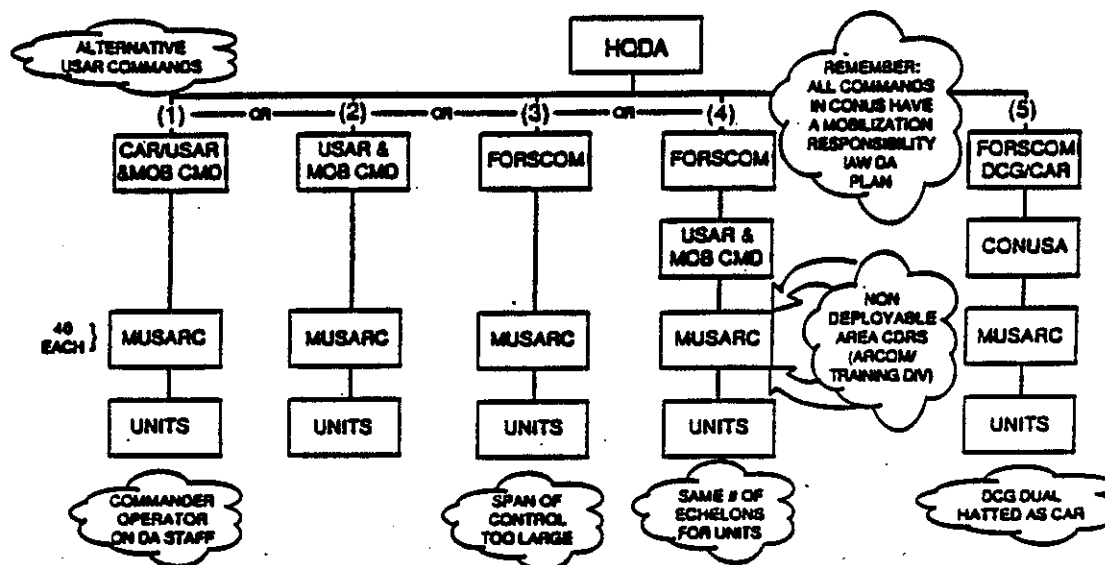 ALTERNATIVE
USAR COMMANDS
HQDA
REMEMBER:
ALL COMMANDS
IN CONUS HAVE
A MOBILIZATION
RESPONSIBILITY
IAW DA
PLAN
(1) OR (2) OR (3) OR (4) (5)
CAR/USAR
&MOB CMD
USAR &
MOB CMD
FORSCOM
FORSCOM
FORSCOM
DCG/CAR
USAR &
MOB CMD
CONUSA
NON
DEPLOYABLE
AREA CDRS
(ARCOM/
TRAINING DIV)
46
EACH
MUSARC
MUSARC
MUSARC
MUSARC
MUSARC
UNITS
UNITS
UNITS
UNITS
UNITS
COMMANDER
OPERATOR
ON DA STAFF
SPAN OF
CONTROL
TOO LARGE
SAME # OF
ECHELONS
FOR UNITS
DCG DUAL
HATTED AS CAR